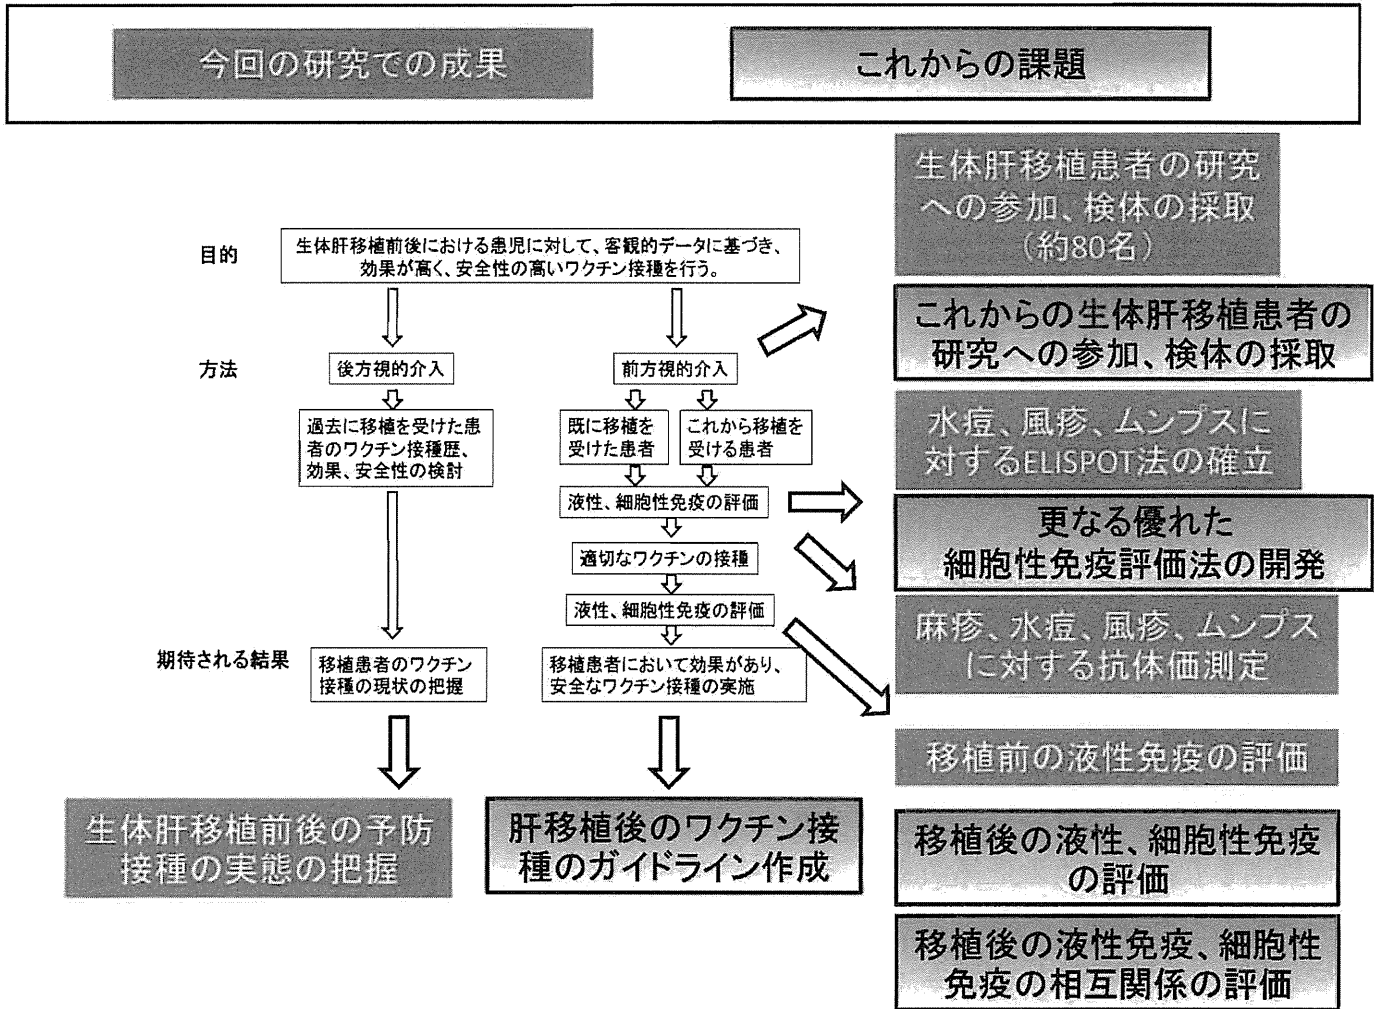 今回の研究での成果
これからの課題
目的
生体肝移植前後における患児に対して、客観的データに基づき、
効果が高く、安全性の高いワクチン接種を行う。
方法
後方視的介入
前方視的介入
過去に移植を受けた患
者のワクチン接種歴、
効果、安全性の検討
既に移植を
受けた患者
これから移植を
受ける患者
液性、細胞性免疫の評価
適切なワクチンの接種
液性、細胞性免疫の評価
期待される結果
移植患者のワクチン
接種の現状の把握
移植患者において効果があり、
安全なワクチン接種の実施
生体肝移植前後の予防
接種の実態の把握
肝移植後のワクチン接
種のガイドライン作成
生体肝移植患者の研究
への参加、検体の採取
(約80名)
これからの生体肝移植患者の
研究への参加、検体の採取
水痘、風疹、ムンプスに
対するELISPOT法の確立
更なる優れた
細胞性免疫評価法の開発
麻疹、水痘、風疹、ムンプス
に対する抗体価測定
移植前の液性免疫の評価
移植後の液性、細胞性免疫
の評価
移植後の液性免疫、細胞性
免疫の相互関係の評価